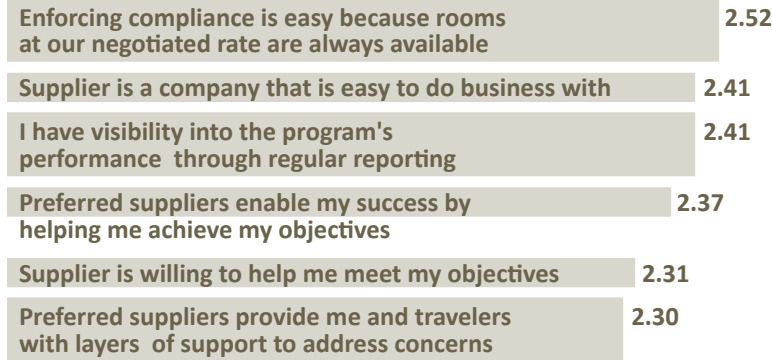 Enforcing compliance is easy because rooms
at our negotiated rate are always available
2.52
Supplier is a company that is easy to do business with
2.41
I have visibility into the program's
performance  through regular reporting
2.41
Preferred suppliers enable my success by
helping me achieve my objectives
2.37
Supplier is willing to help me meet my objectives
2.31
Preferred suppliers provide me and travelers
with layers  of support to address concerns
2.30